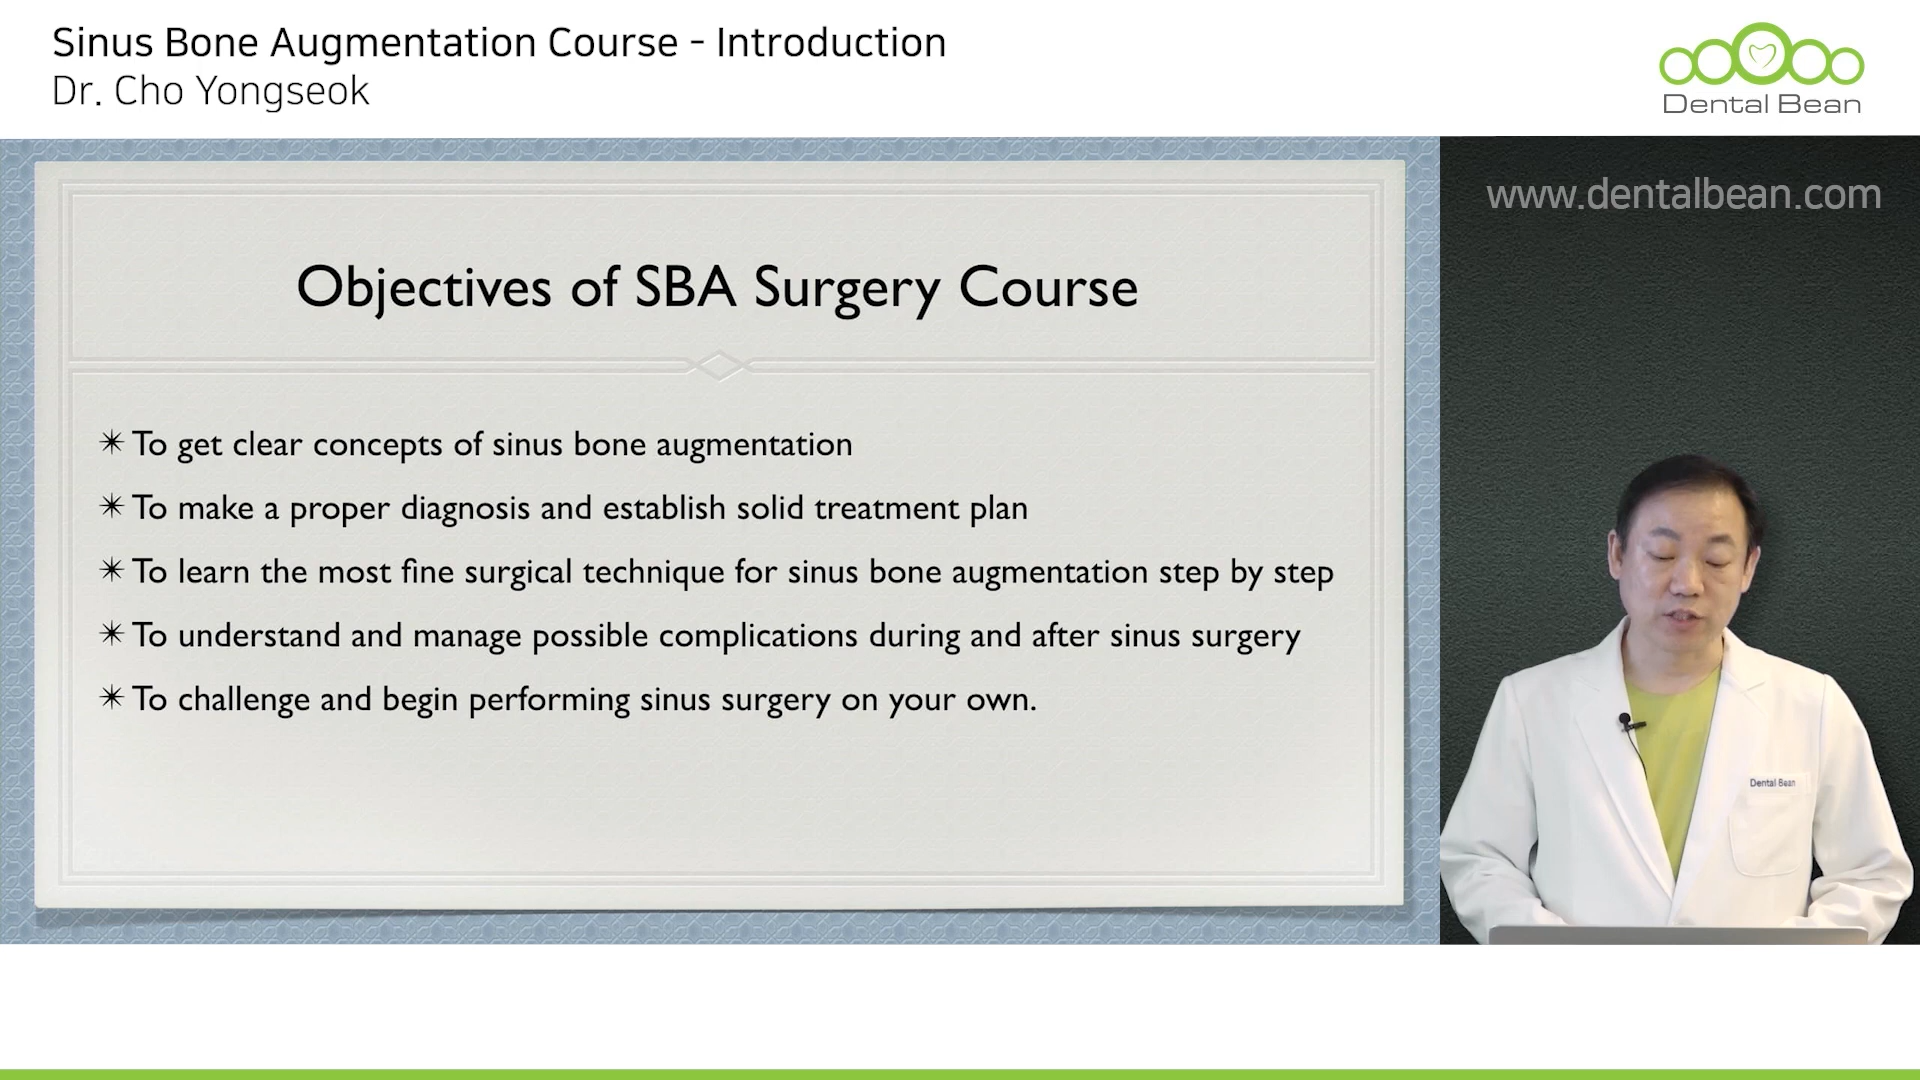 Sinus Bone Augmentation Course - Introduction
Dr. Cho Yongseok
Dental Bean
www.dentalbean.com
Objectives of SBA Surgery Course
✴ To get clear concepts of sinus bone augmentation
✴ To make a proper diagnosis and establish solid treatment plan
✴ To learn the most fine surgical technique for sinus bone augmentation step by step
✴ To understand and manage possible complications during and after sinus surgery
✴ To challenge and begin performing sinus surgery on your own.
Dental Bean